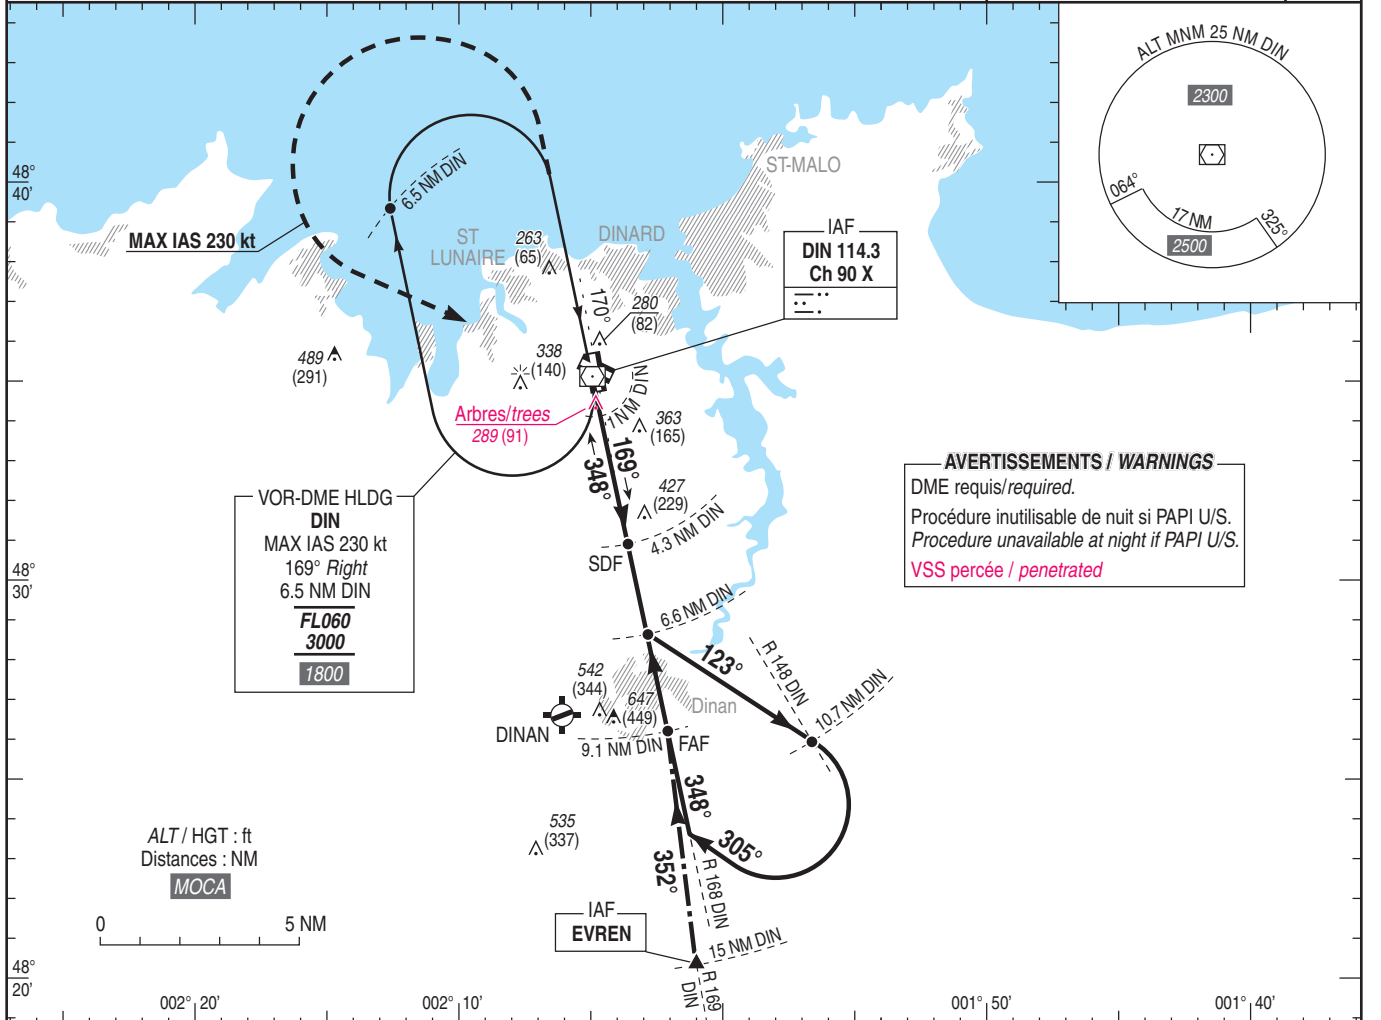 ALT MNM 25 NM DIN
2300
064°
17 NM
325°
2500
48°
40'
6.5 NM DIN
ST-MALO
MAX IAS 230 kt
ST
LUNAIRE
263
(65)
DINARD
IAF
DIN 114.3
Ch 90 X
170°
280
(82)
489
(291)
338
(140)
1 NM DIN
Arbres/trees
289 (91)
363
(165)
169°
348°
427
(229)
4.3 NM DIN
SDF
AVERTISSEMENTS / WARNINGS
DME requis/required.
Procédure inutilisable de nuit si PAPI U/S.
Procedure unavailable at night if PAPI U/S.
VSS percée / penetrated
VOR-DME HLDG
DIN
MAX IAS 230 kt
169° Right
6.5 NM DIN
FL060
3000
1800
48°
30'
6.6 NM DIN
123°
R 148 DIN
10.7 NM DIN
542
(344)
647
(449)
Dinan
DINAN
9.1 NM DIN
FAF
348°
305°
535
(337)
352°
R 168 DIN
ALT / HGT : ft
Distances : NM
MOCA
0 5 NM
IAF
EVREN
15 NM DIN
R 169
DIN
48°
20'
002° 20'
002° 10'
001° 50'
001° 40'